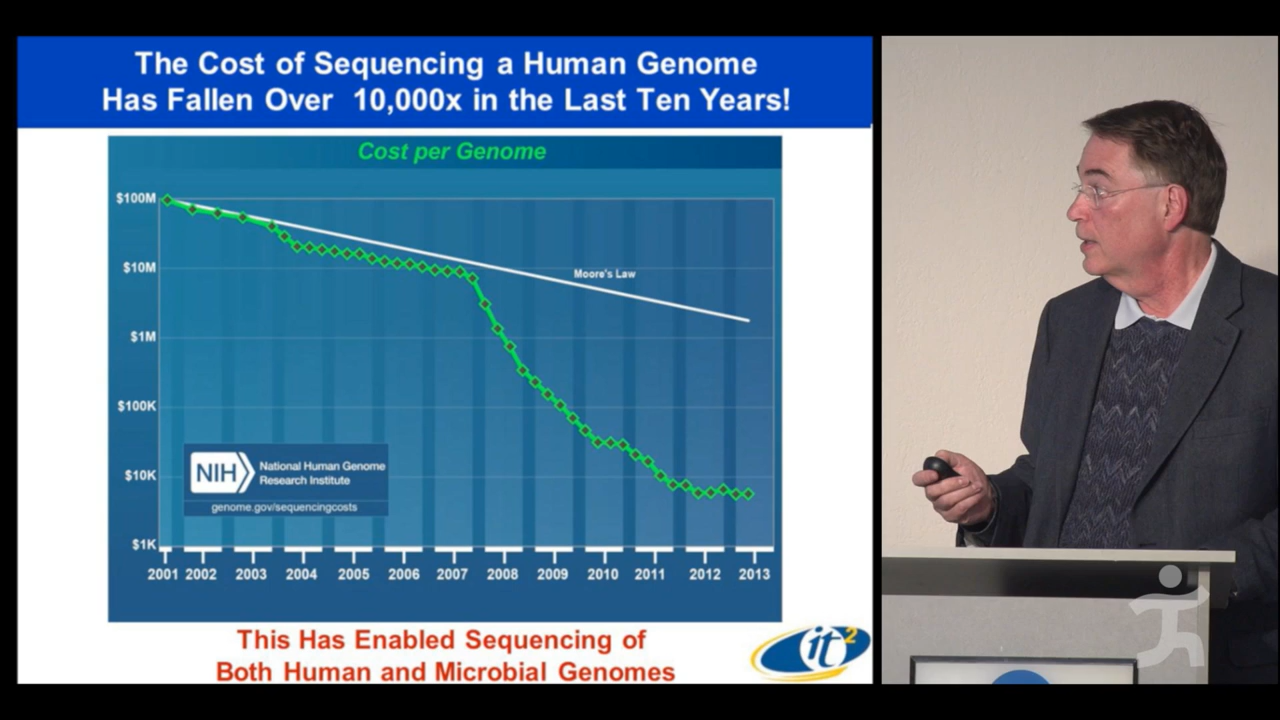 The Cost of Sequencing a Human Genome
Has Fallen Over 10,000x in the Last Ten Years!
Cost per Genome
$100M
$10M
$1M
$100K
$10K
$1K
Moore's Law
NIH
National Human Genome
Research Institute
genome.gov/sequencingcosts
2001 2002 2003 2004 2005 2006 2007 2008 2009 2010 2011 2012 2013
This Has Enabled Sequencing of
Both Human and Microbial Genomes
it2